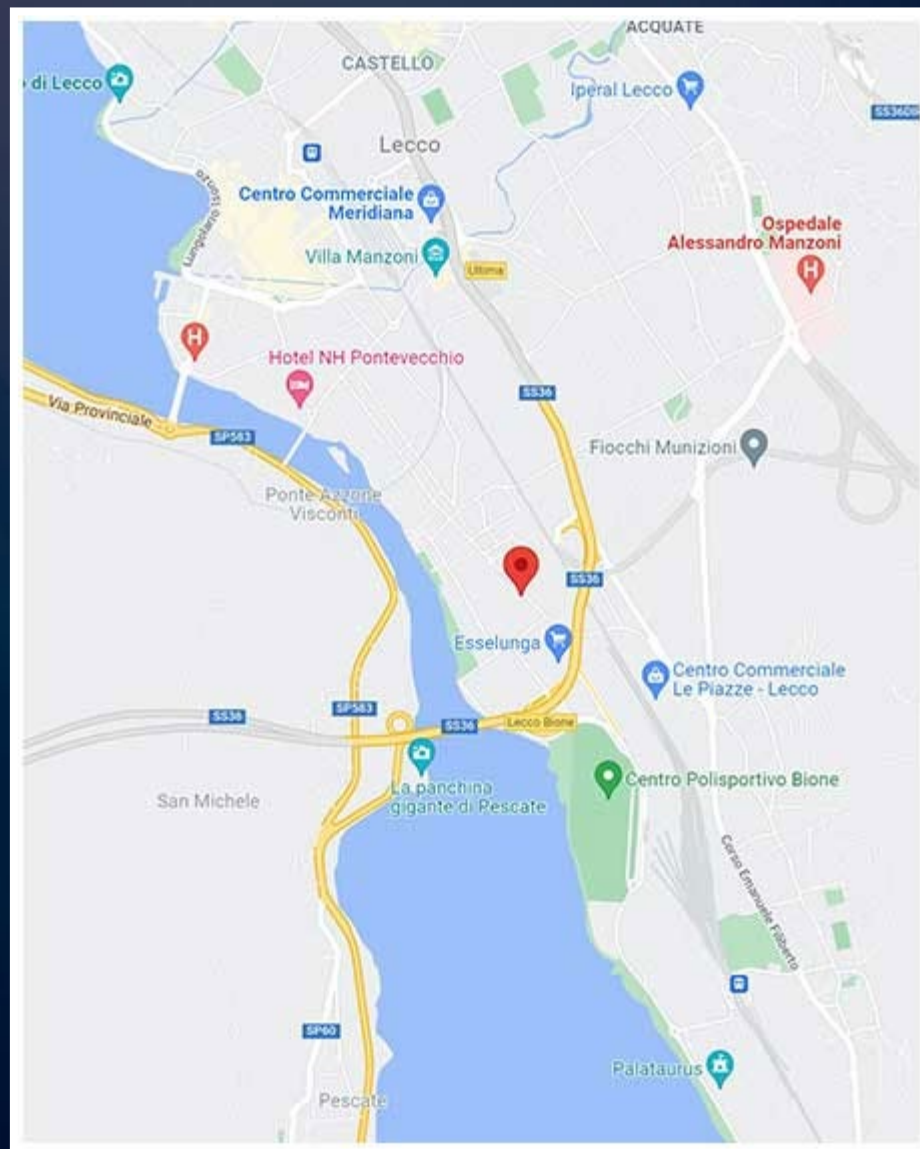 ACQUATE
CASTELLO
o di Lecco
Iperal Lecco
Lecco
Centro Commerciale
Meridiana
Lungolario Isonzo
Ospedale
Alessandro Manzoni
Villa Manzoni
Ultima
Hotel NH Pontevecchio
SS36
Via Provinciale
SP583
Fiocchi Munizioni
Ponte Azzone
Visconti
SS36
Esselunga
Centro Commerciale
Le Piazze - Lecco
SP583
SS36
SS36
Lecco Bione
La panchina
gigante di Pescate
Centro Polisportivo Bione
San Michele
Corso Emanuele Filiberto
SP60
Palataurus
Pescate